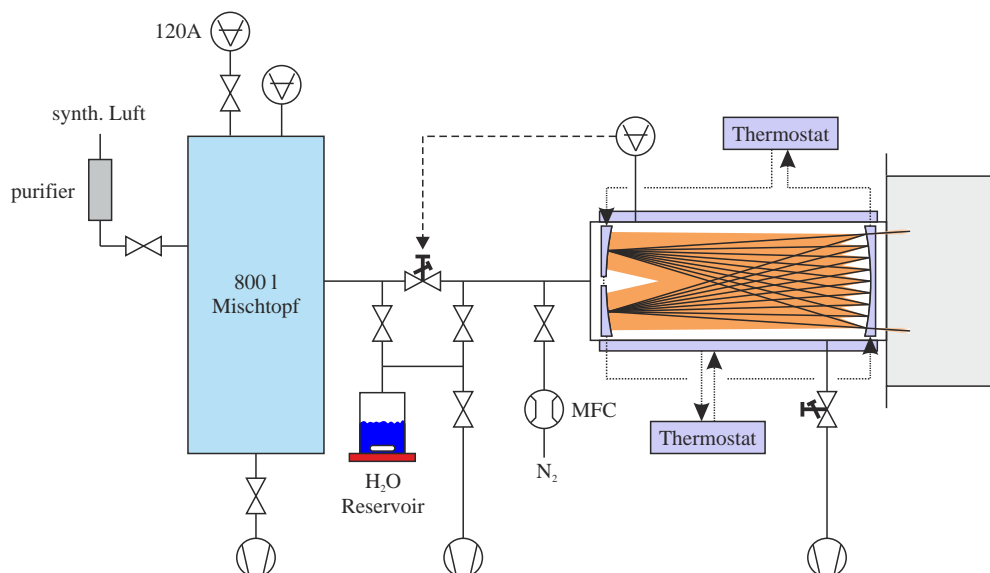 120A
synth. Luft
purifier
800 l
Mischtopf
Thermostat
MFC
Thermostat
N₂
H₂O
Reservoir